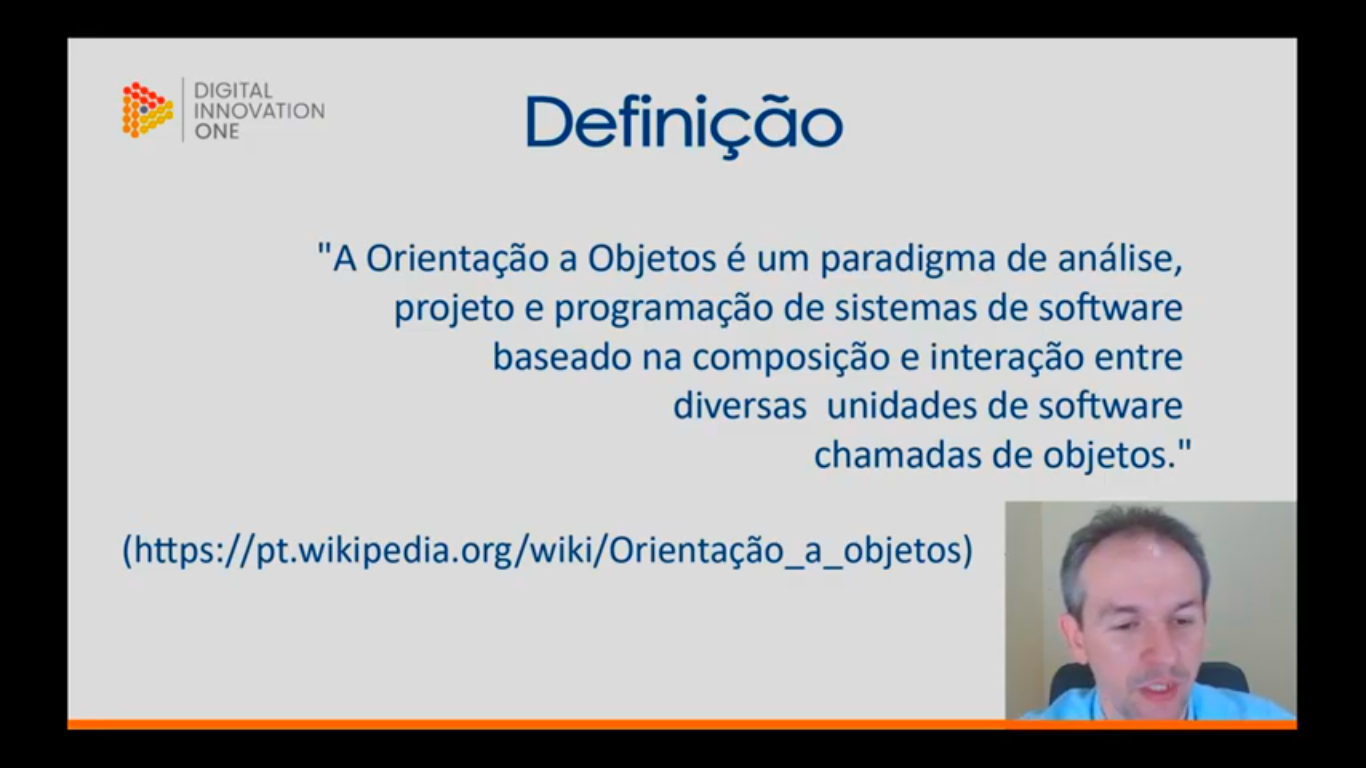 DIGITAL
INNOVATION
ONE
Definição
"A Orientação a Objetos é um paradigma de análise,
projeto e programação de sistemas de software
baseado na composição e interação entre
diversas  unidades de software
chamadas de objetos."
(https://pt.wikipedia.org/wiki/Orientação_a_objetos)